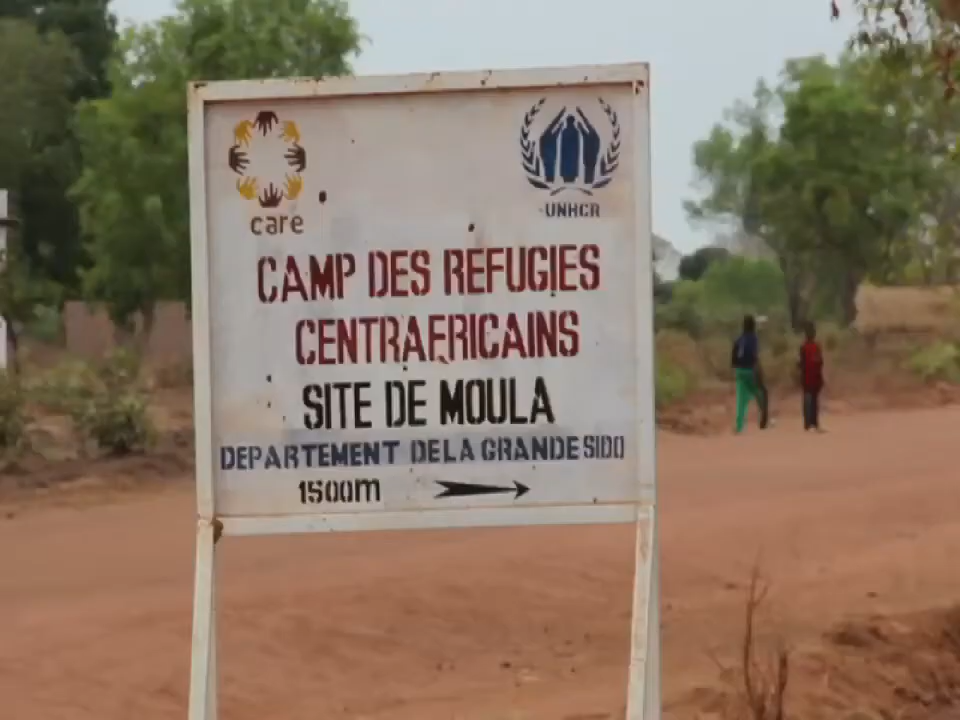 care
UNHCR
CAMP DES REFUGIES
CENTRAFRICAINS
SITE DE MOULA
DEPARTEMENT DELA GRANDE SIDO
1500m